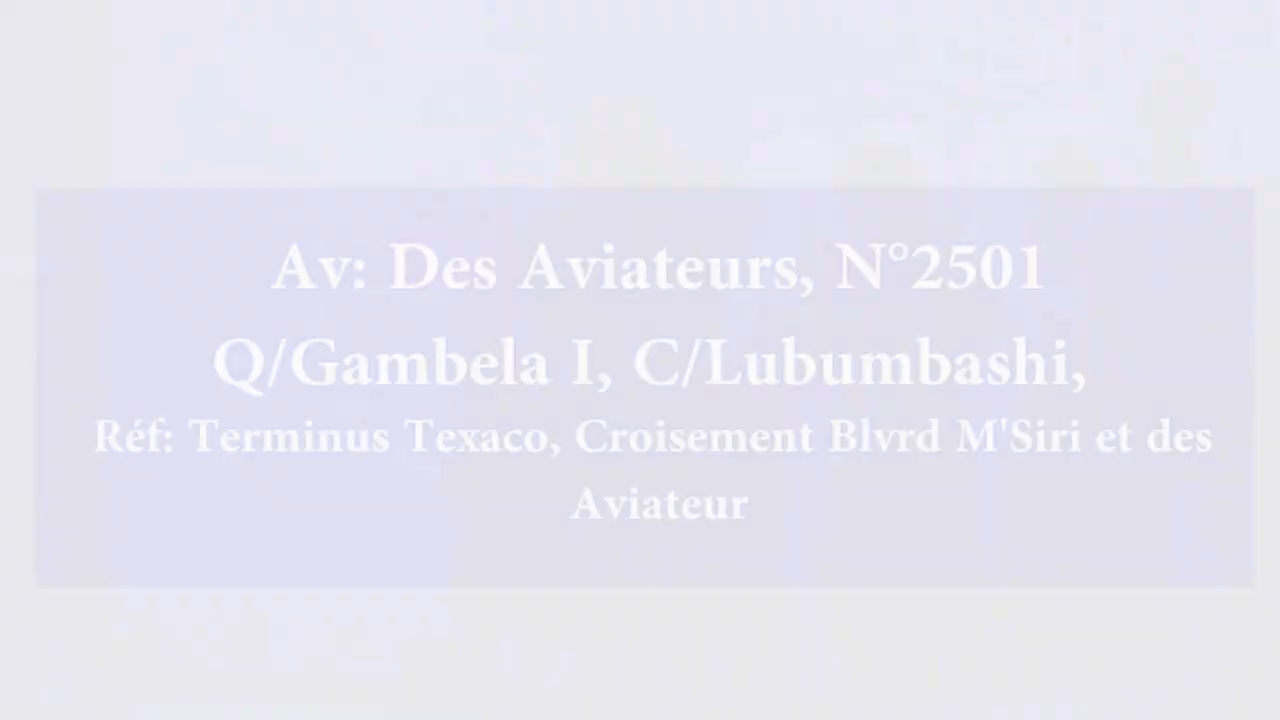 Av: Des Aviateurs, N°2501
Q/Gambela I, C/Lubumbashi,
Réf: Terminus Texaco, Croisement Blvrd M'Siri et des
Aviateur